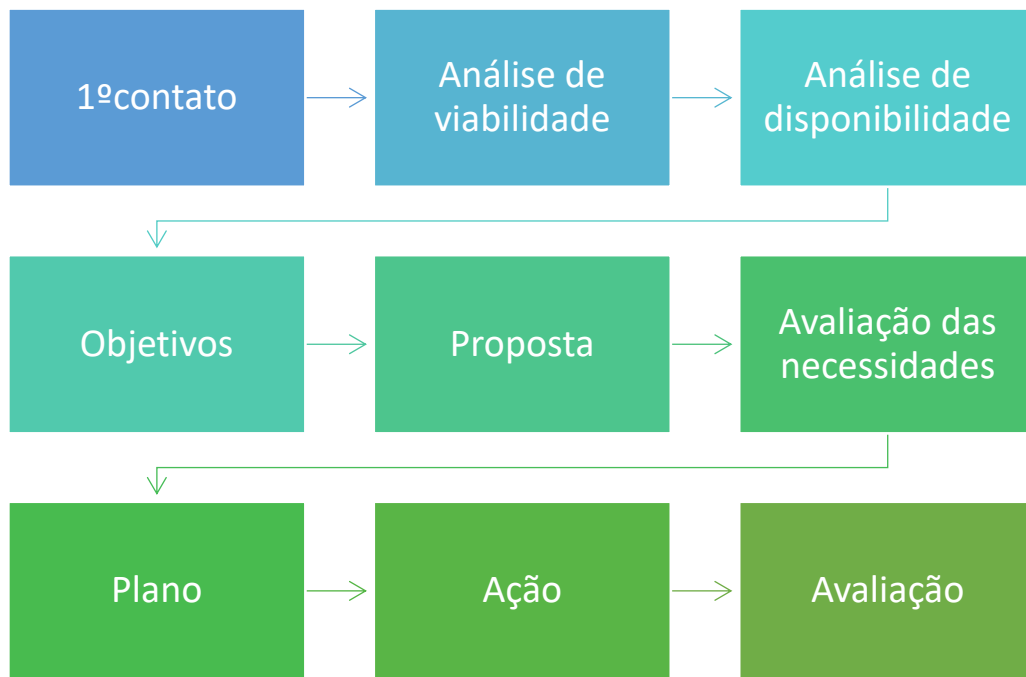 1ºcontato
Análise de
viabilidade
Análise de
disponibilidade
Objetivos
Proposta
Avaliação das
necessidades
Plano
Ação
Avaliação